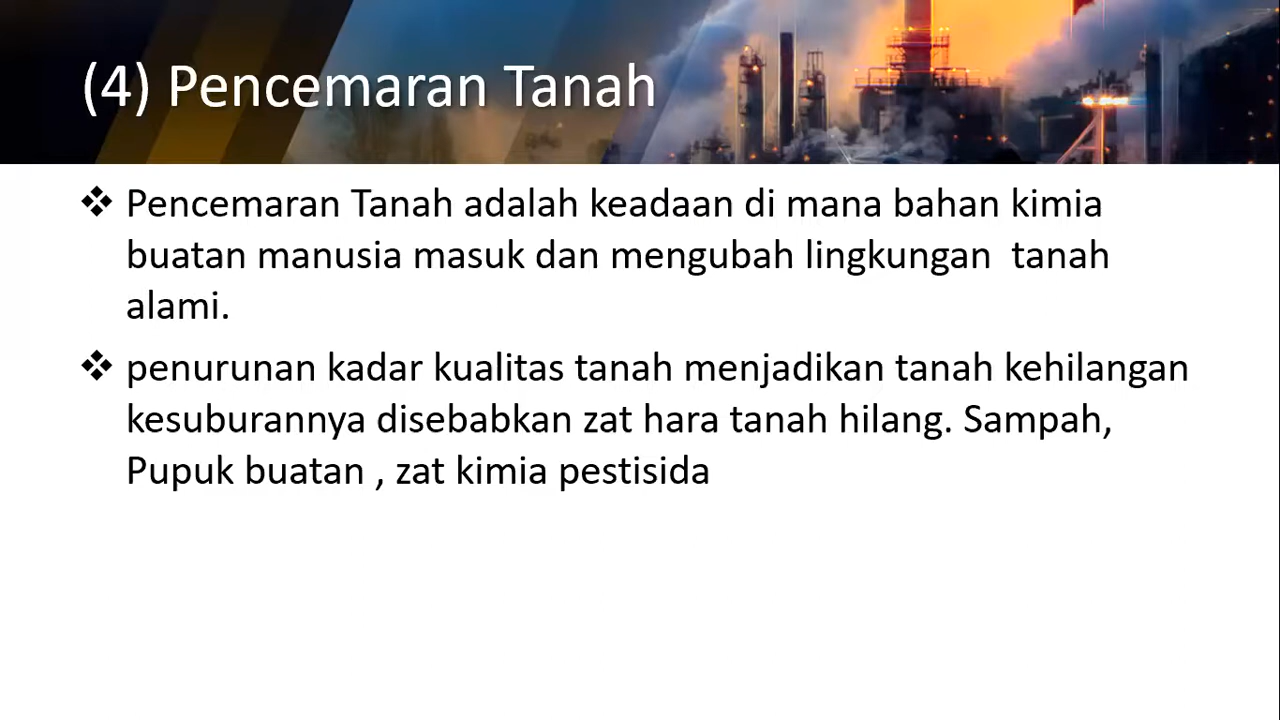 (4) Pencemaran Tanah
❖ Pencemaran Tanah adalah keadaan di mana bahan kimia
buatan manusia masuk dan mengubah lingkungan  tanah
alami.
❖ penurunan kadar kualitas tanah menjadikan tanah kehilangan
kesuburannya disebabkan zat hara tanah hilang. Sampah,
Pupuk buatan , zat kimia pestisida